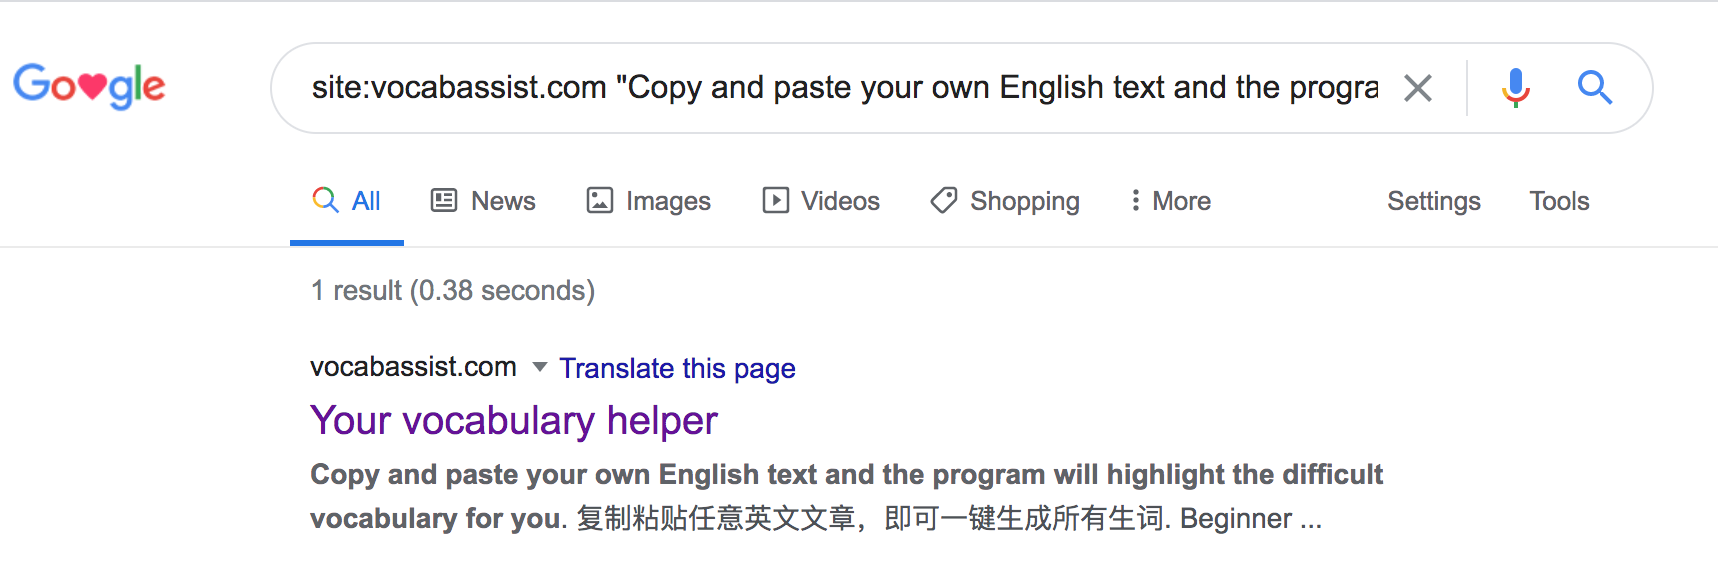 Google
site:vocabassist.com "Copy and paste your own English text and the progra
All News Images Videos Shopping More Settings Tools
1 result (0.38 seconds)
vocabassist.com Translate this page
Your vocabulary helper
Copy and paste your own English text and the program will highlight the difficult
vocabulary for you. 复制粘贴任意英文文章，即可一键生成所有生词. Beginner ...